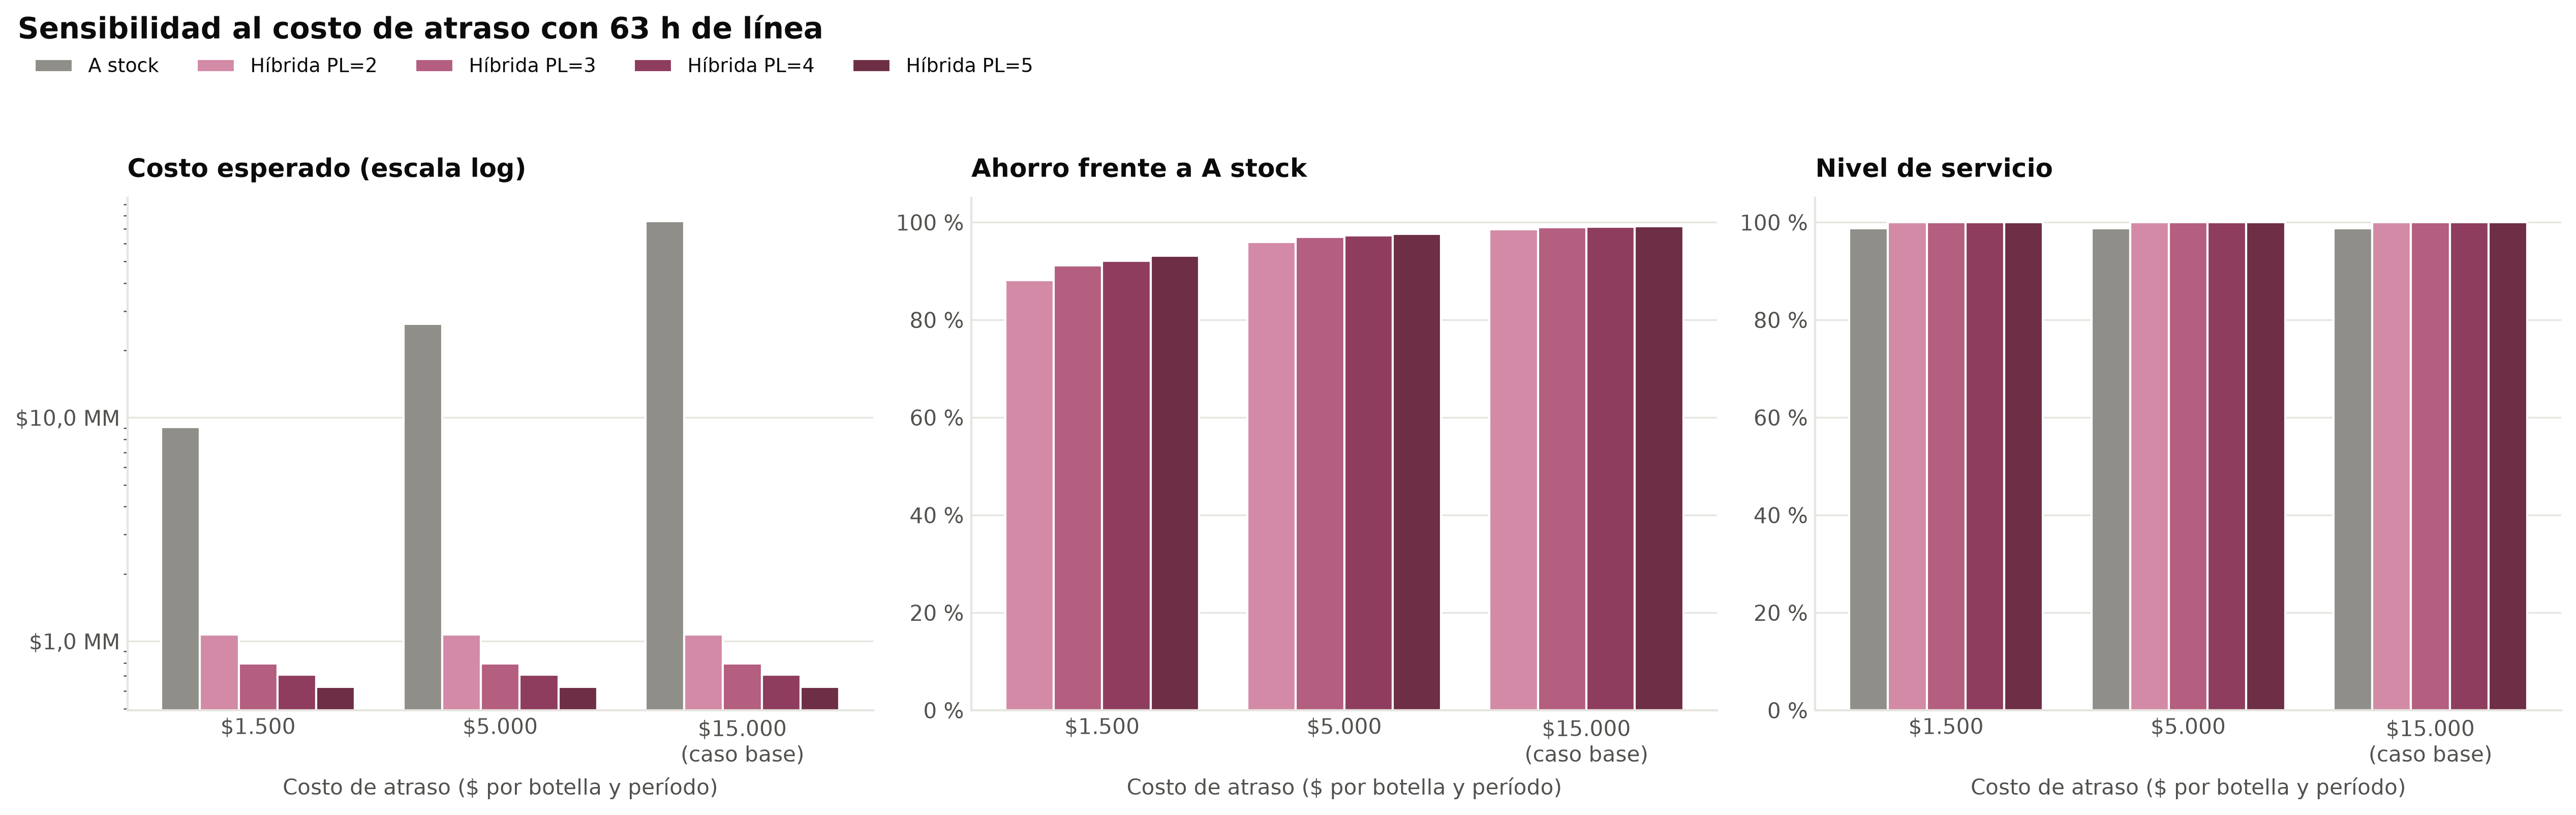 Sensibilidad al costo de atraso con 63 h de línea
A stock Híbrida PL=2 Híbrida PL=3 Híbrida PL=4 Híbrida PL=5
Costo esperado (escala log)
$10,0 MM
$1,0 MM
$1.500 $5.000 $15.000
(caso base)
Costo de atraso ($ por botella y período)
Ahorro frente a A stock
100 %
80 %
60 %
40 %
20 %
0 %
$1.500 $5.000 $15.000
(caso base)
Costo de atraso ($ por botella y período)
Nivel de servicio
100 %
80 %
60 %
40 %
20 %
0 %
$1.500 $5.000 $15.000
(caso base)
Costo de atraso ($ por botella y período)